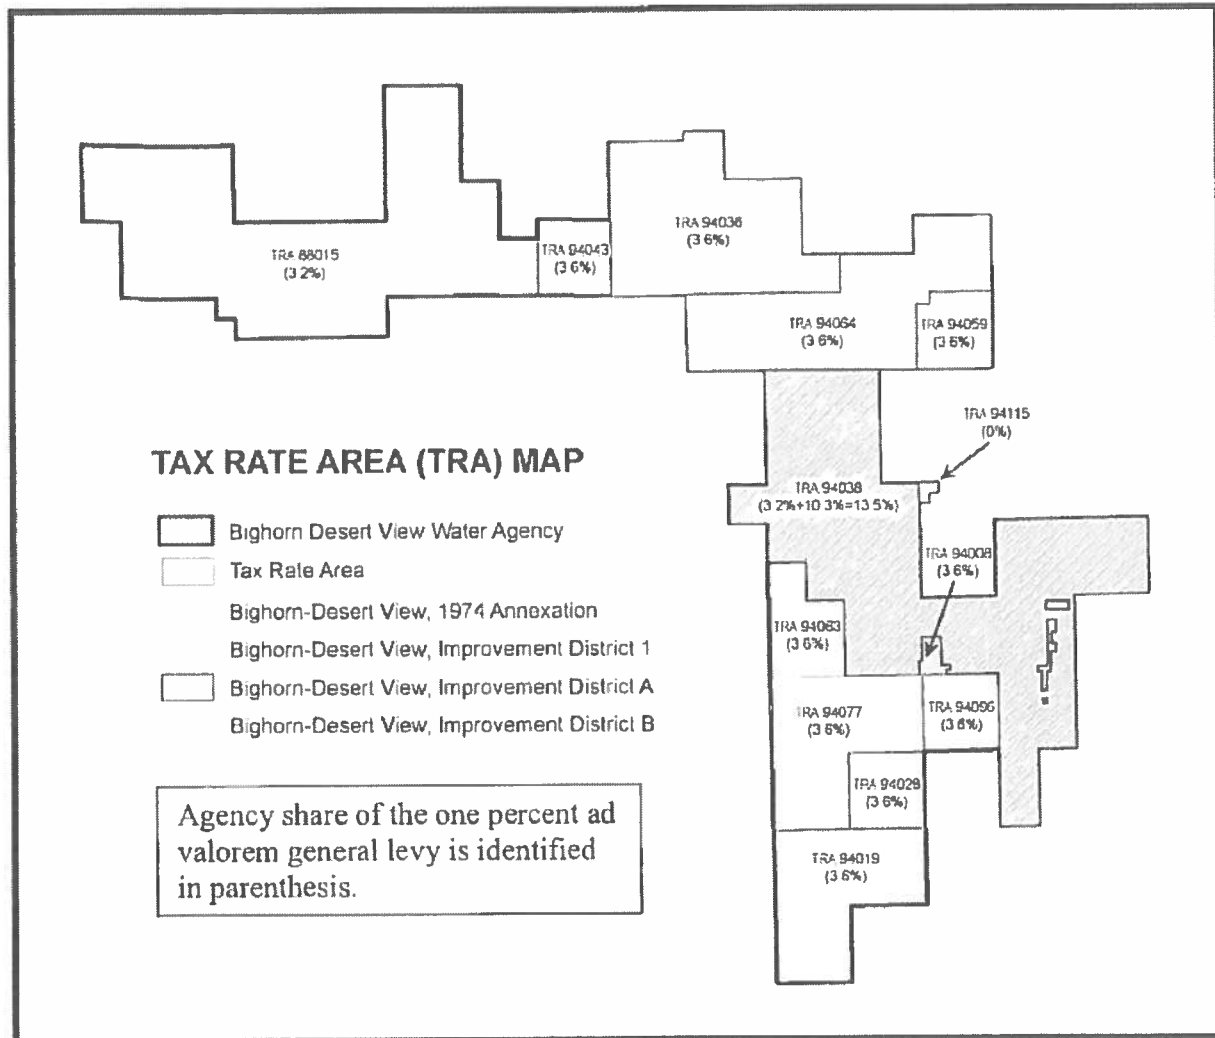 TRA 94036
(3.6%)
TRA 88015
(3.2%)
TRA 94043
(3.6%)
TRA 94064
(3.6%)
TRA 94059
(3.6%)
TRA 94115
(0%)
TAX RATE AREA (TRA) MAP
TRA 94038
(3.2%+10.3%=13.5%)
Bighorn Desert View Water Agency
Tax Rate Area
Bighorn-Desert View, 1974 Annexation
Bighorn-Desert View, Improvement District 1
Bighorn-Desert View, Improvement District A
Bighorn-Desert View, Improvement District B
TRA 94008
(3.6%)
TRA 94063
(3.6%)
TRA 94077
(3.6%)
TRA 94096
(3.6%)
TRA 94028
(3.6%)
TRA 94019
(3.6%)
Agency share of the one percent ad
valorem general levy is identified
in parenthesis.